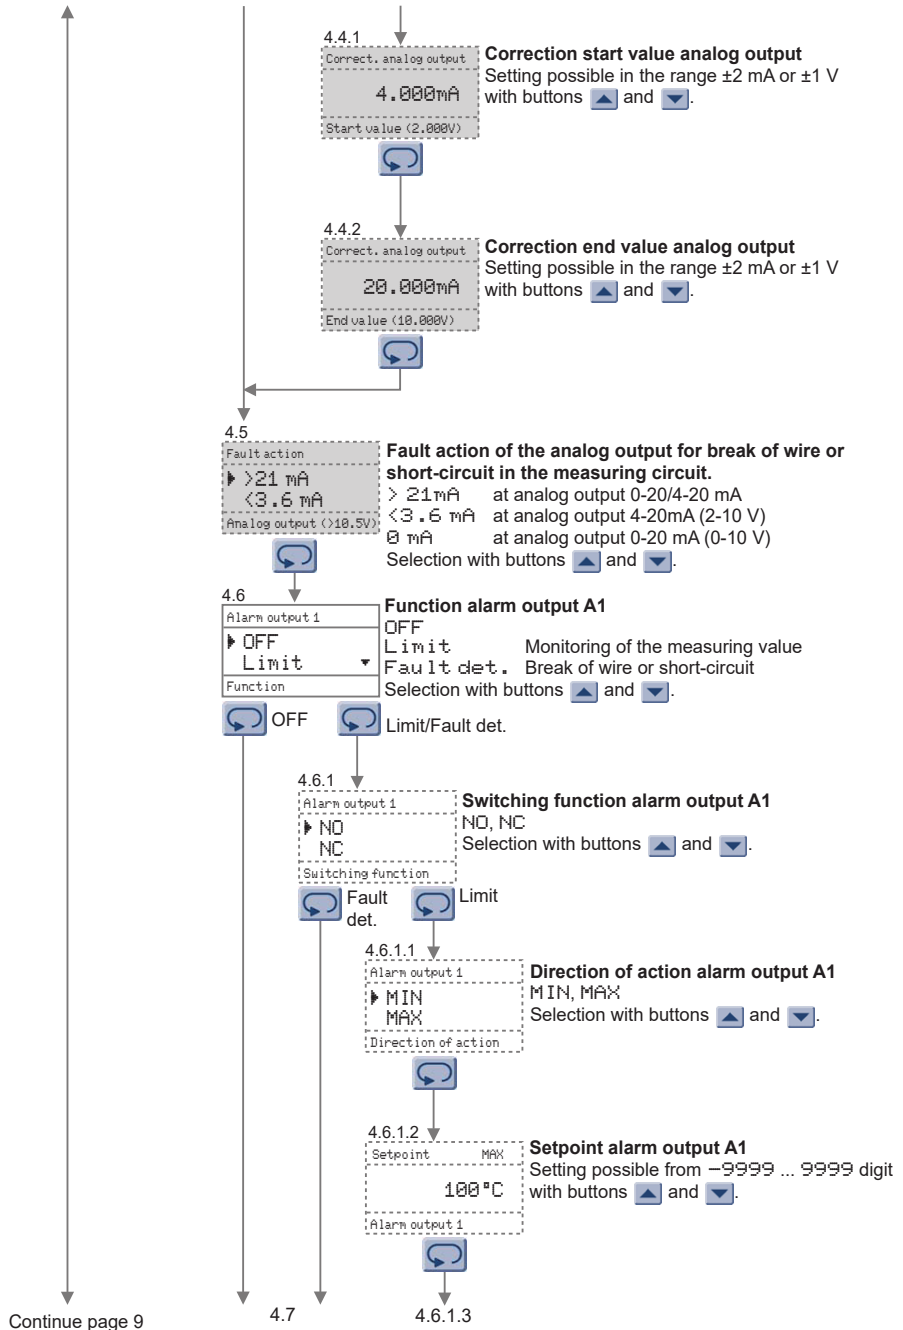 4.4.1
Correct. analog output
4.000mA
Start value (2.000V)
Correction start value analog output
Setting possible in the range ±2 mA or ±1 V
with buttons and .
4.4.2
Correct. analog output
20.000mA
End value (10.000V)
Correction end value analog output
Setting possible in the range ±2 mA or ±1 V
with buttons and .
4.5
Fault action
>21 mA
<3.6 mA
Analog output (>10.5V)
Fault action of the analog output for break of wire or
short-circuit in the measuring circuit.
> 21mA at analog output 0-20/4-20 mA
<3.6 mA at analog output 4-20mA (2-10 V)
0 mA at analog output 0-20 mA (0-10 V)
Selection with buttons and .
4.6
Alarm output 1
OFF
Limit
Function
Function alarm output A1
OFF
Limit Monitoring of the measuring value
Fault det. Break of wire or short-circuit
Selection with buttons and .
OFF
Limit/Fault det.
4.6.1
Alarm output 1
NO
NC
Switching function
Switching function alarm output A1
NO, NC
Selection with buttons and .
Fault
det.
Limit
4.6.1.1
Alarm output 1
MIN
MAX
Direction of action
Direction of action alarm output A1
MIN, MAX
Selection with buttons and .
4.6.1.2
Setpoint MAX
100°C
Alarm output 1
Setpoint alarm output A1
Setting possible from -9999 ... 9999 digit
with buttons and .
Continue page 9
4.7
4.6.1.3